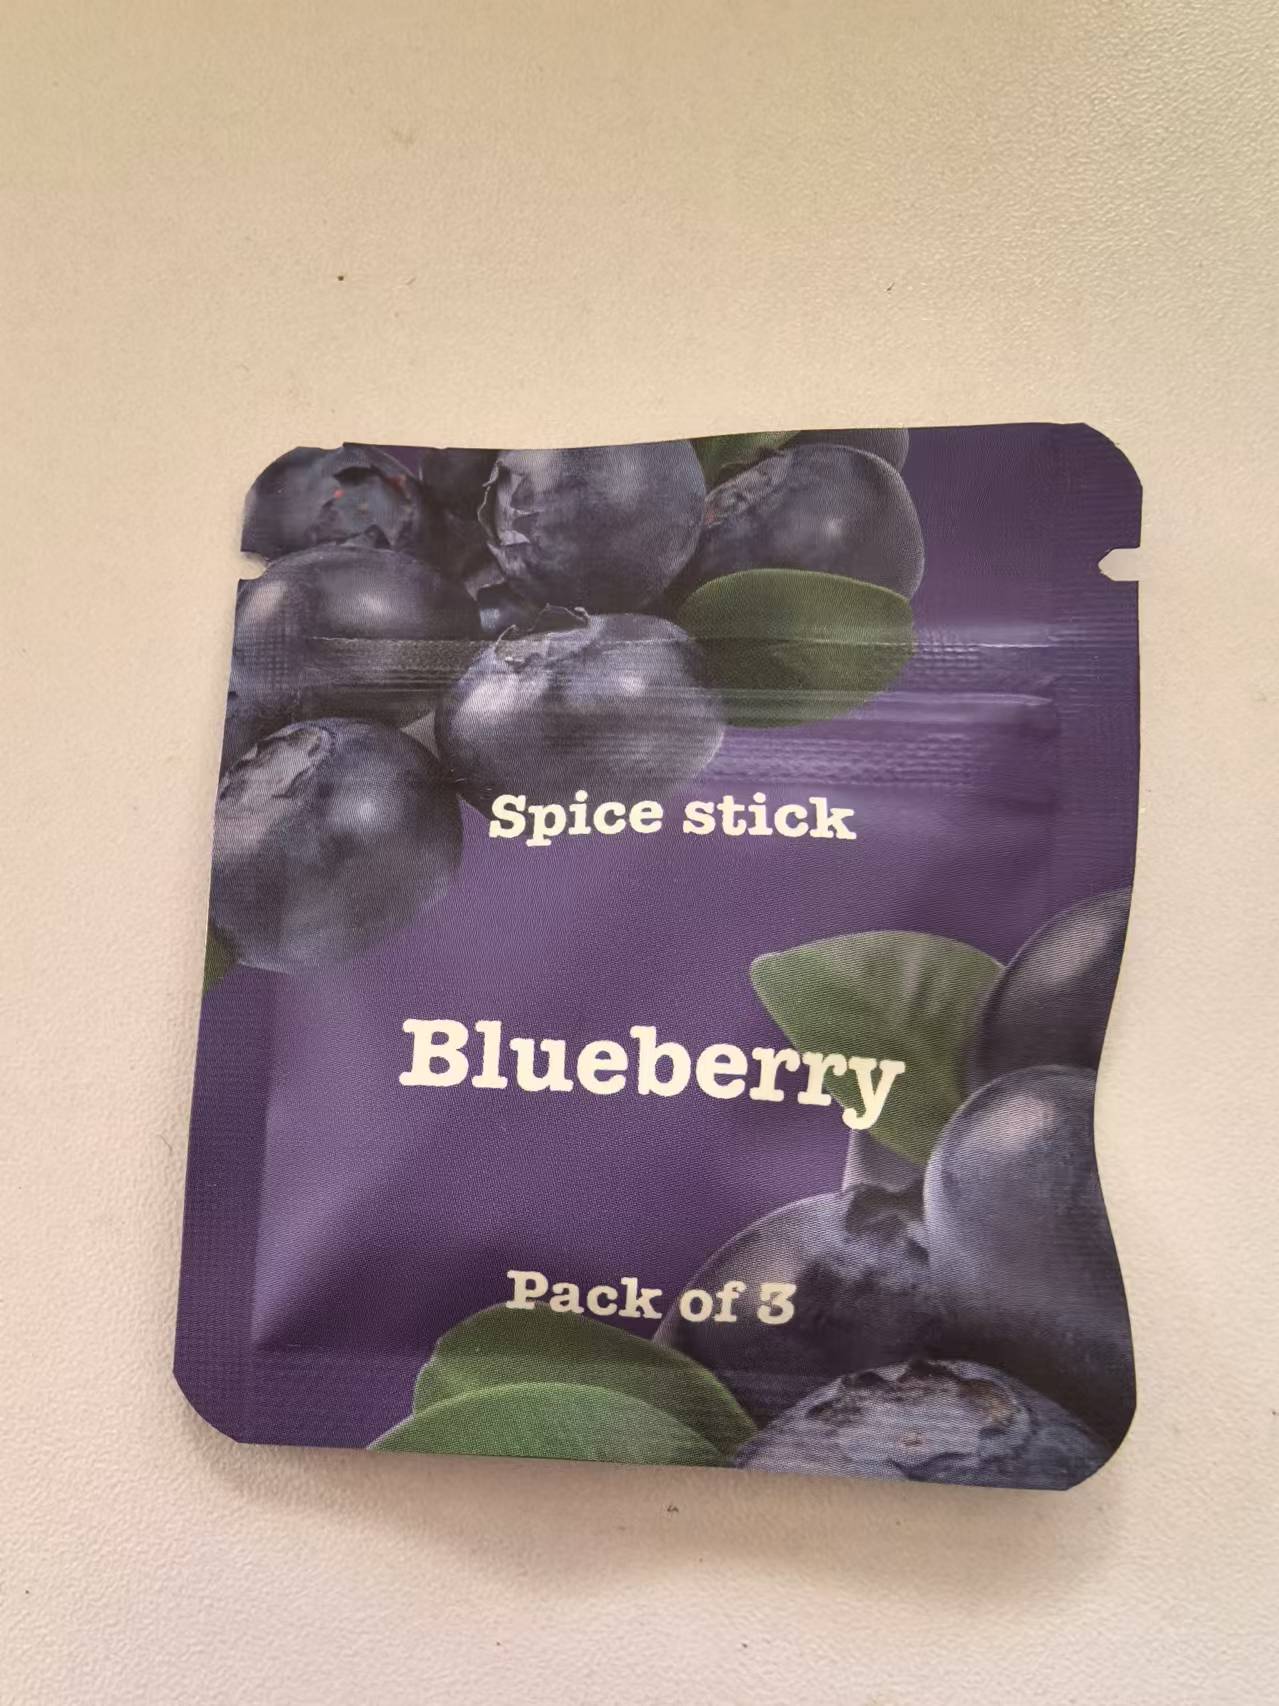 Spice stick
Blueberry
Pack of 3